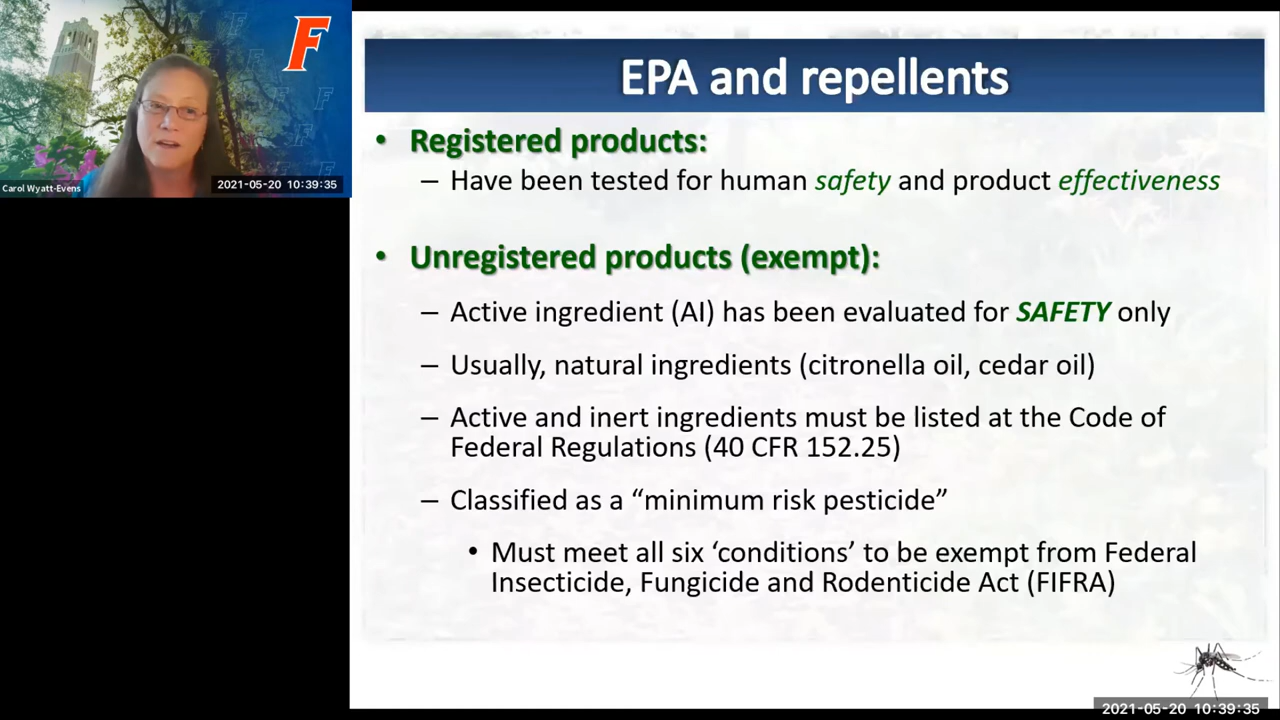 F
Carol Wyatt-Evens
2021-05-20 10:39:35
EPA and repellents
• Registered products:
– Have been tested for human safety and product effectiveness
• Unregistered products (exempt):
– Active ingredient (AI) has been evaluated for SAFETY only
– Usually, natural ingredients (citronella oil, cedar oil)
– Active and inert ingredients must be listed at the Code of
Federal Regulations (40 CFR 152.25)
– Classified as a “minimum risk pesticide”
• Must meet all six ‘conditions’ to be exempt from Federal
Insecticide, Fungicide and Rodenticide Act (FIFRA)
2021-05-20 10:39:35